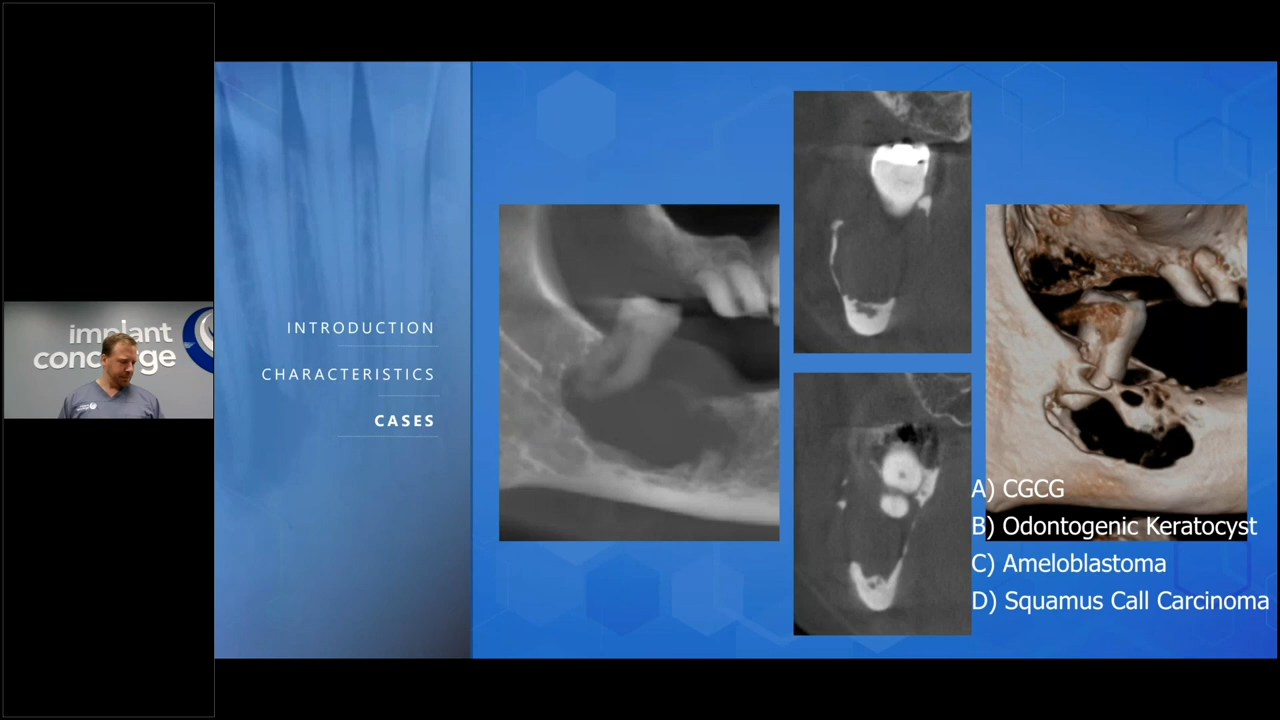 implant
concierge
INTRODUCTION
CHARACTERISTICS
CASES
A) CGCG
B) Odontogenic Keratocyst
C) Ameloblastoma
D) Squamus Call Carcinoma